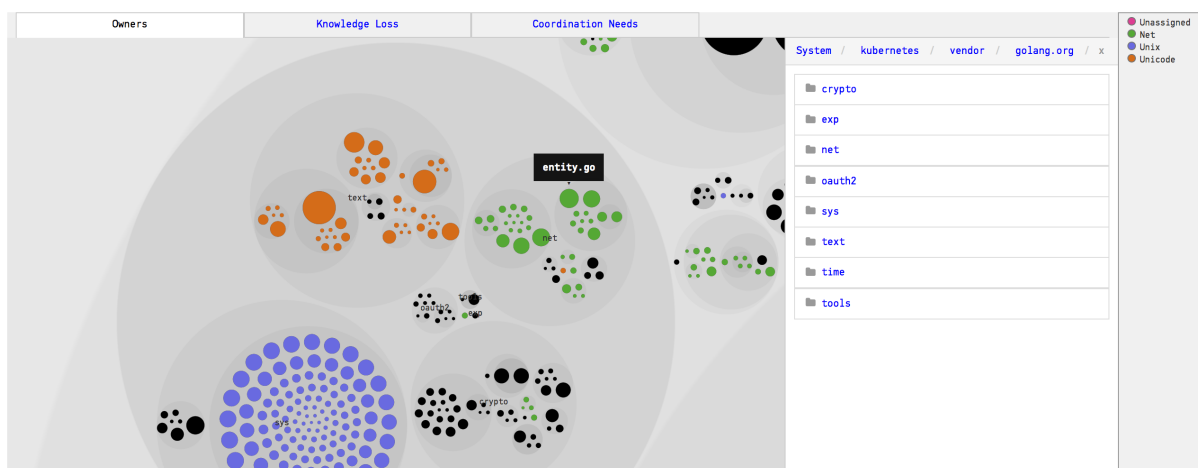 Owners
Knowledge Loss
Coordination Needs
System / kubernetes / vendor / golang.org / x
crypto
exp
net
oauth2
sys
text
time
tools
Unassigned
Net
Unix
Unicode
entity.go
text
net
tools
oauth2
exp
crypto
sys